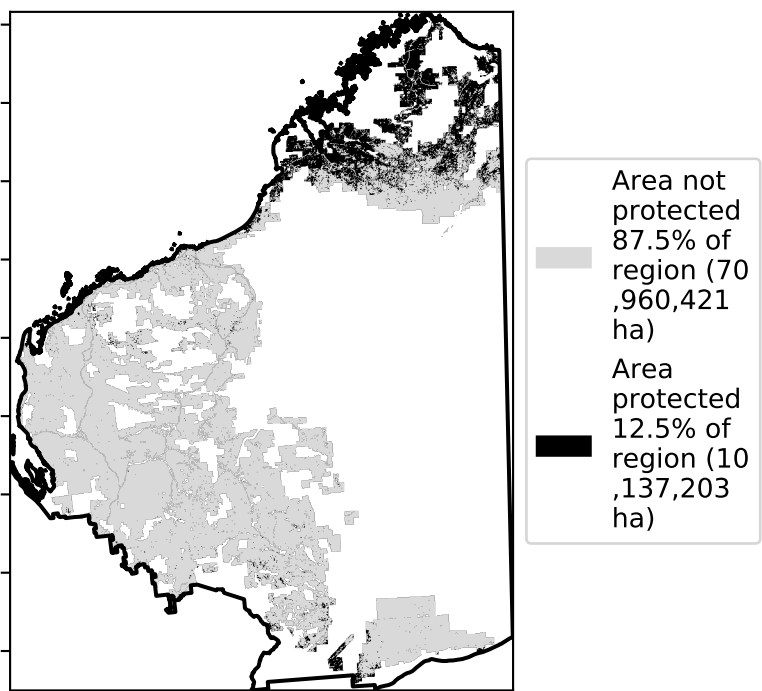 Area not
protected
87.5% of
region (70
,960,421
ha)
Area
protected
12.5% of
region (10
,137,203
ha)